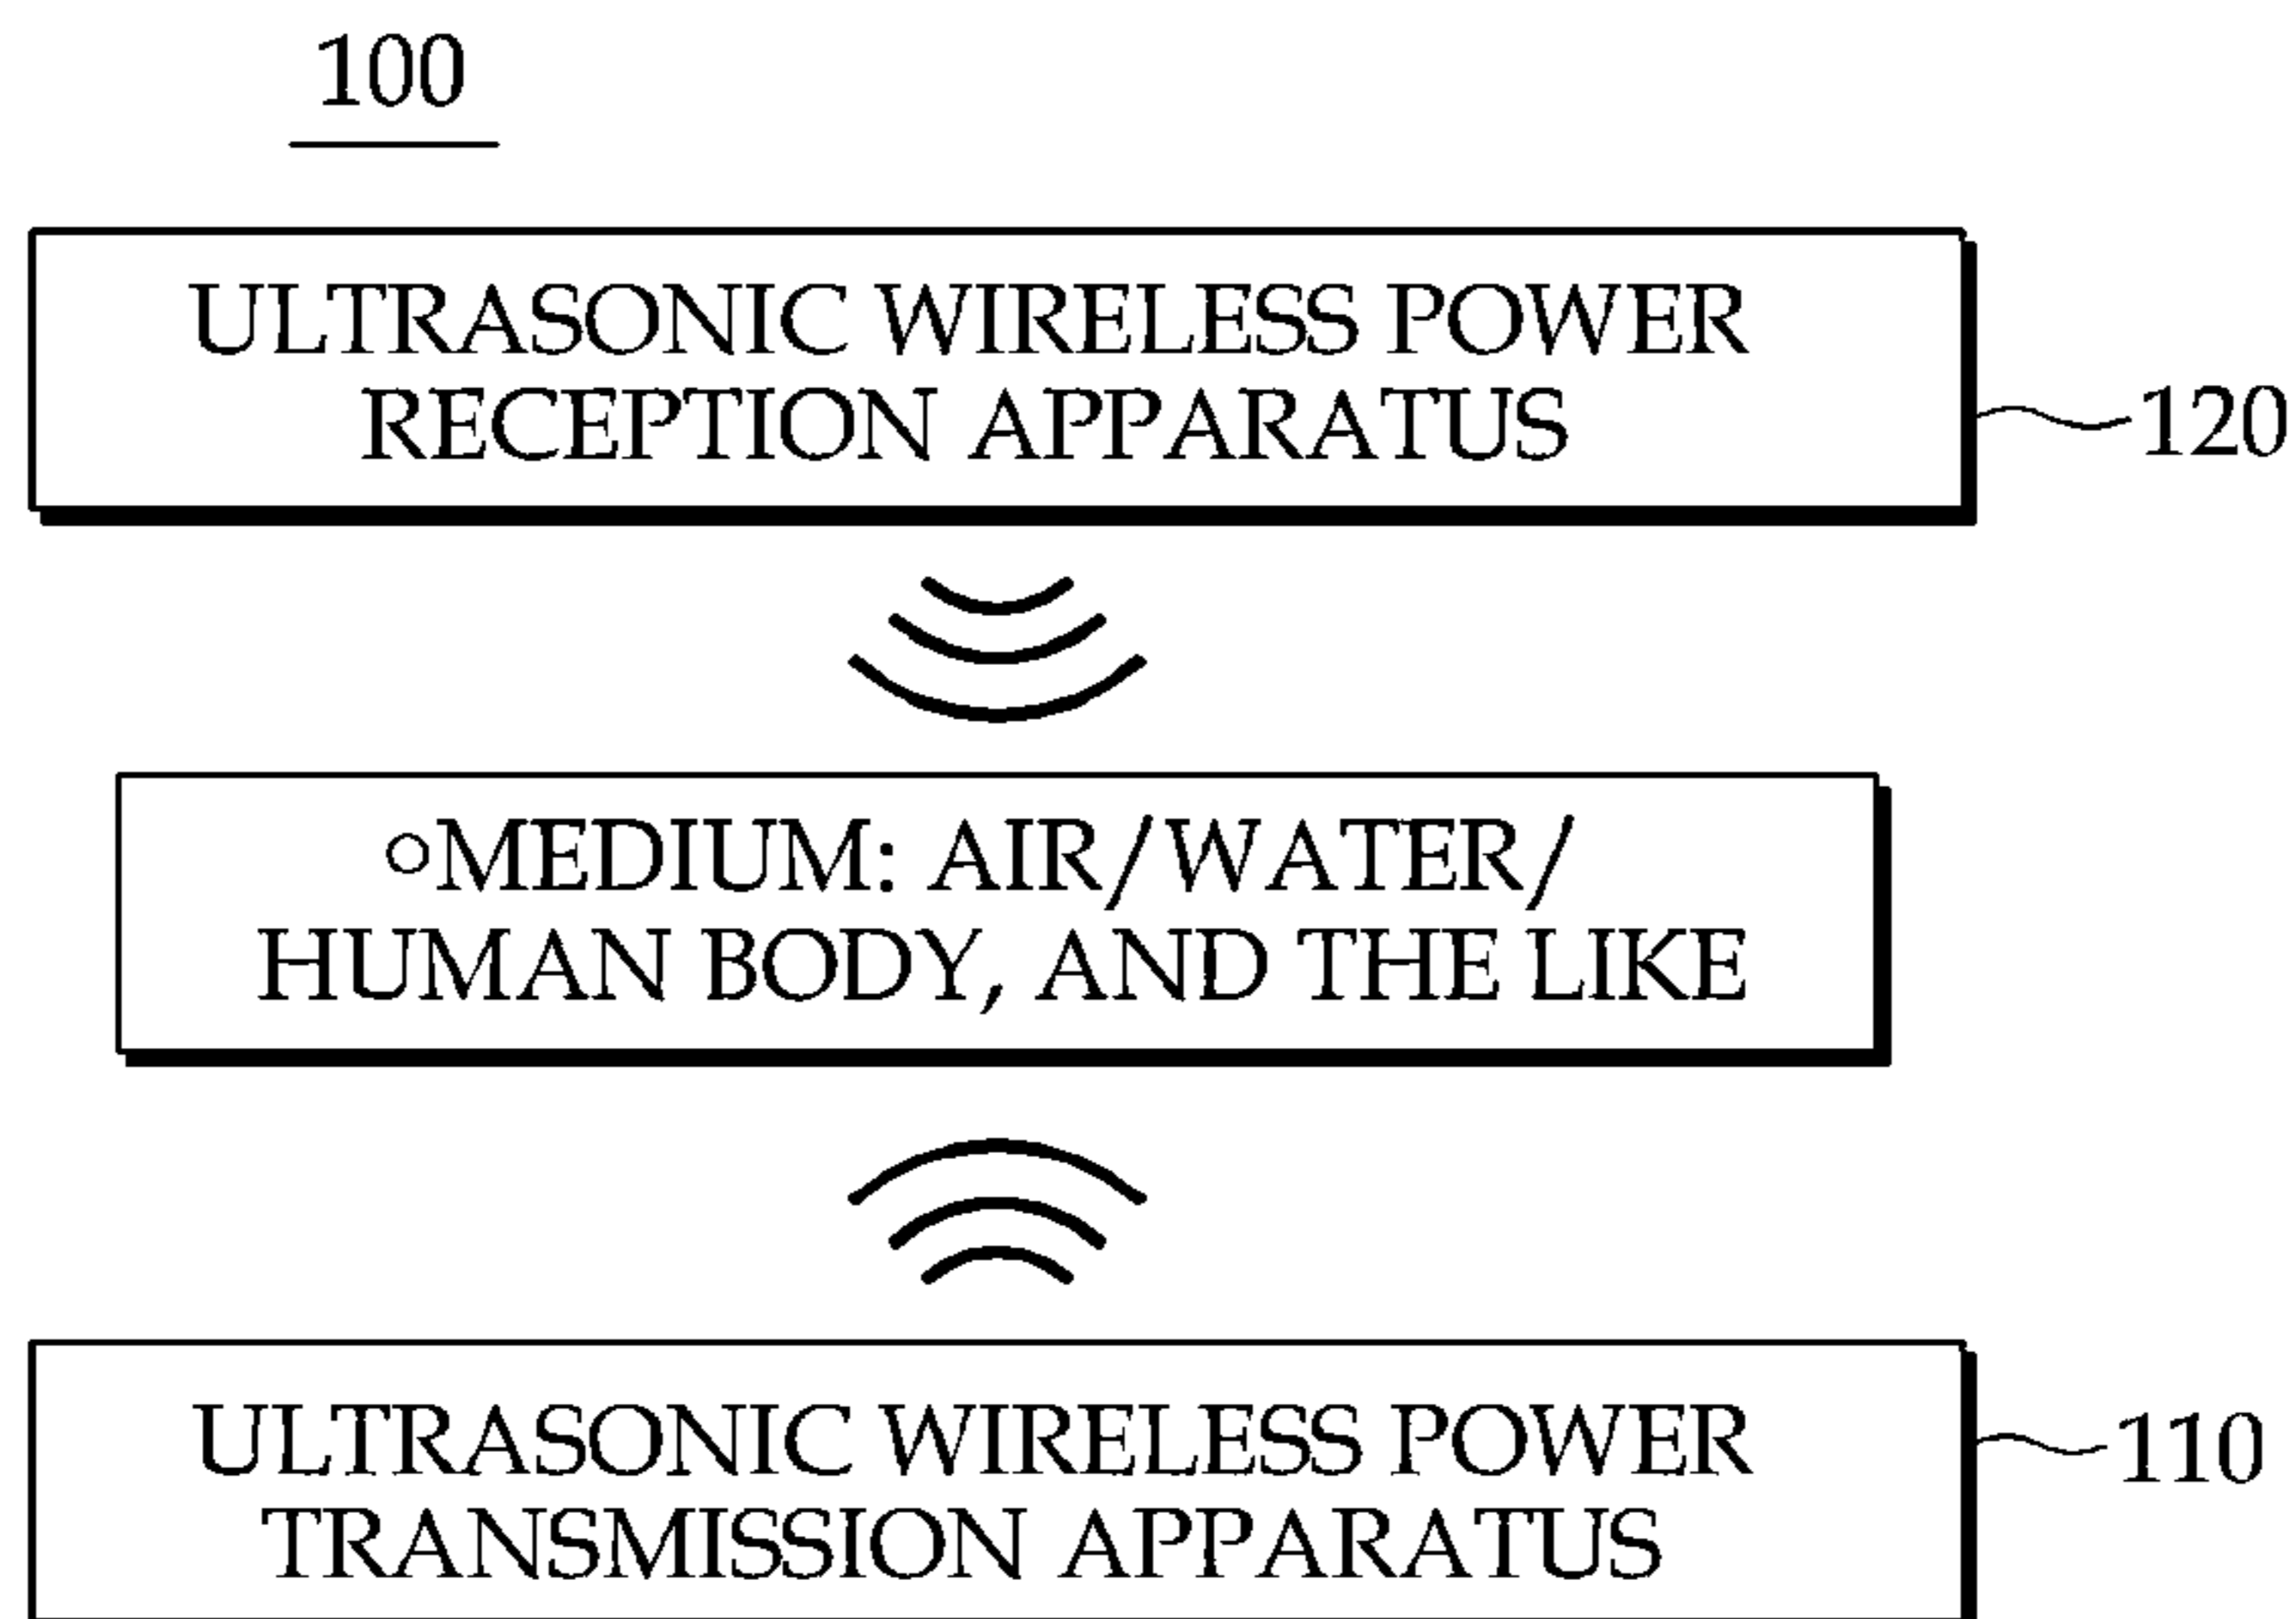 100
ULTRASONIC WIRELESS POWER
RECEPTION APPARATUS
120
○MEDIUM: AIR/WATER/
HUMAN BODY, AND THE LIKE
ULTRASONIC WIRELESS POWER
TRANSMISSION APPARATUS
110